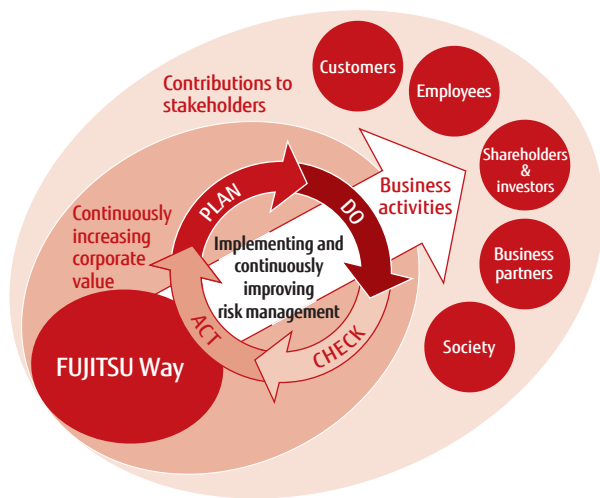 Contributions to
stakeholders
Customers
Employees
Shareholders
&
investors
Business
partners
Society
Business
activities
Continuously
increasing
corporate
value
PLAN
DO
CHECK
ACT
Implementing and
continuously
improving
risk management
FUJITSU Way